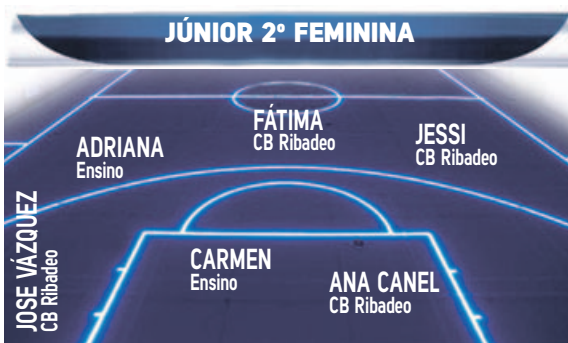 JÚNIOR 2º FEMININA
FÁTIMA
CB Ribadeo
JESSI
CB Ribadeo
ADRIANA
Ensino
CARMEN
Ensino
ANA CANEL
CB Ribadeo
JOSE VÁZQUEZ
CB Ribadeo